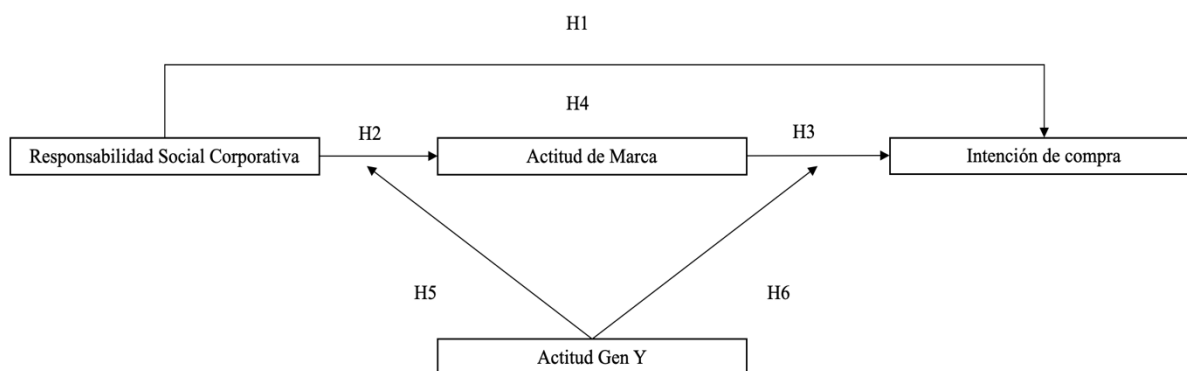 H1
H4
H2
H3
Responsabilidad Social Corporativa
Actitud de Marca
Intención de compra
H5
H6
Actitud Gen Y